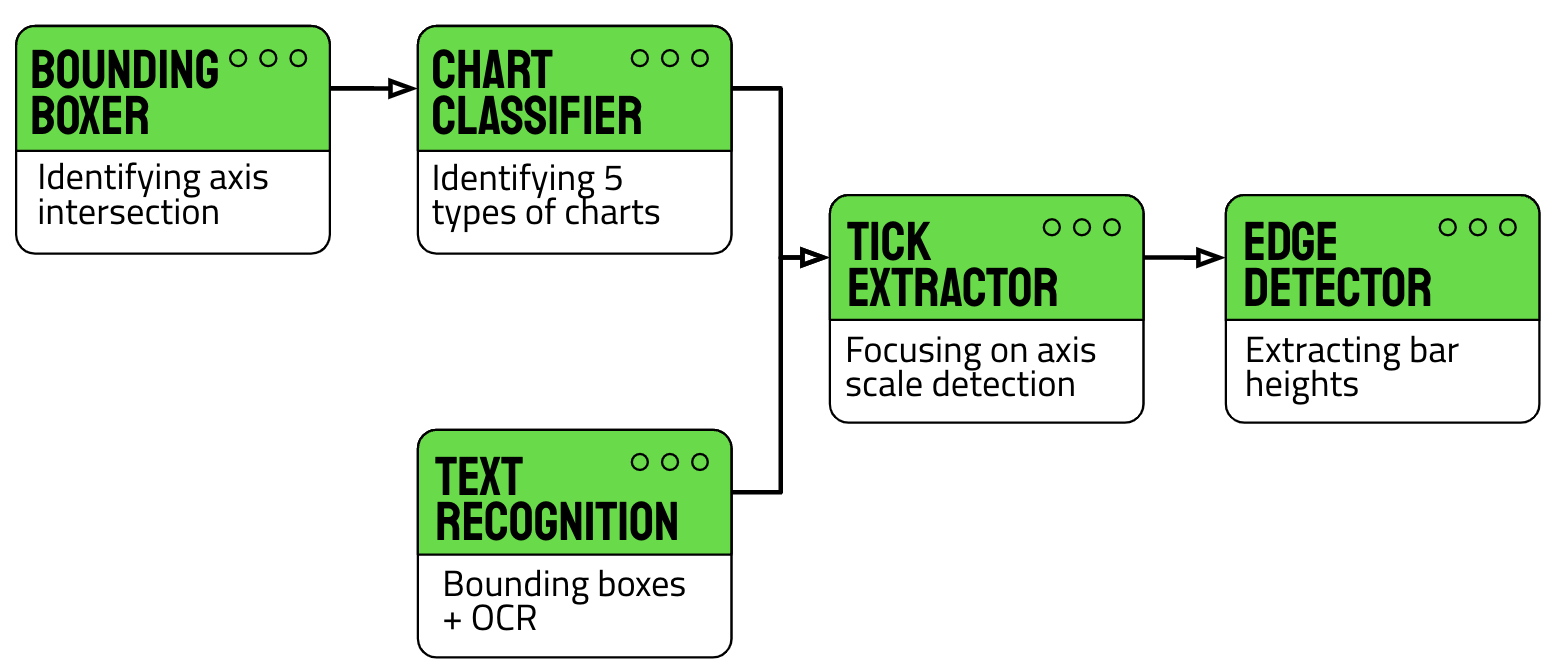 BOUNDING
BOXER
Identifying axis
intersection
CHART
CLASSIFIER
Identifying 5
types of charts
TICK
EXTRACTOR
Focusing on axis
scale detection
EDGE
DETECTOR
Extracting bar
heights
TEXT
RECOGNITION
Bounding boxes
+ OCR